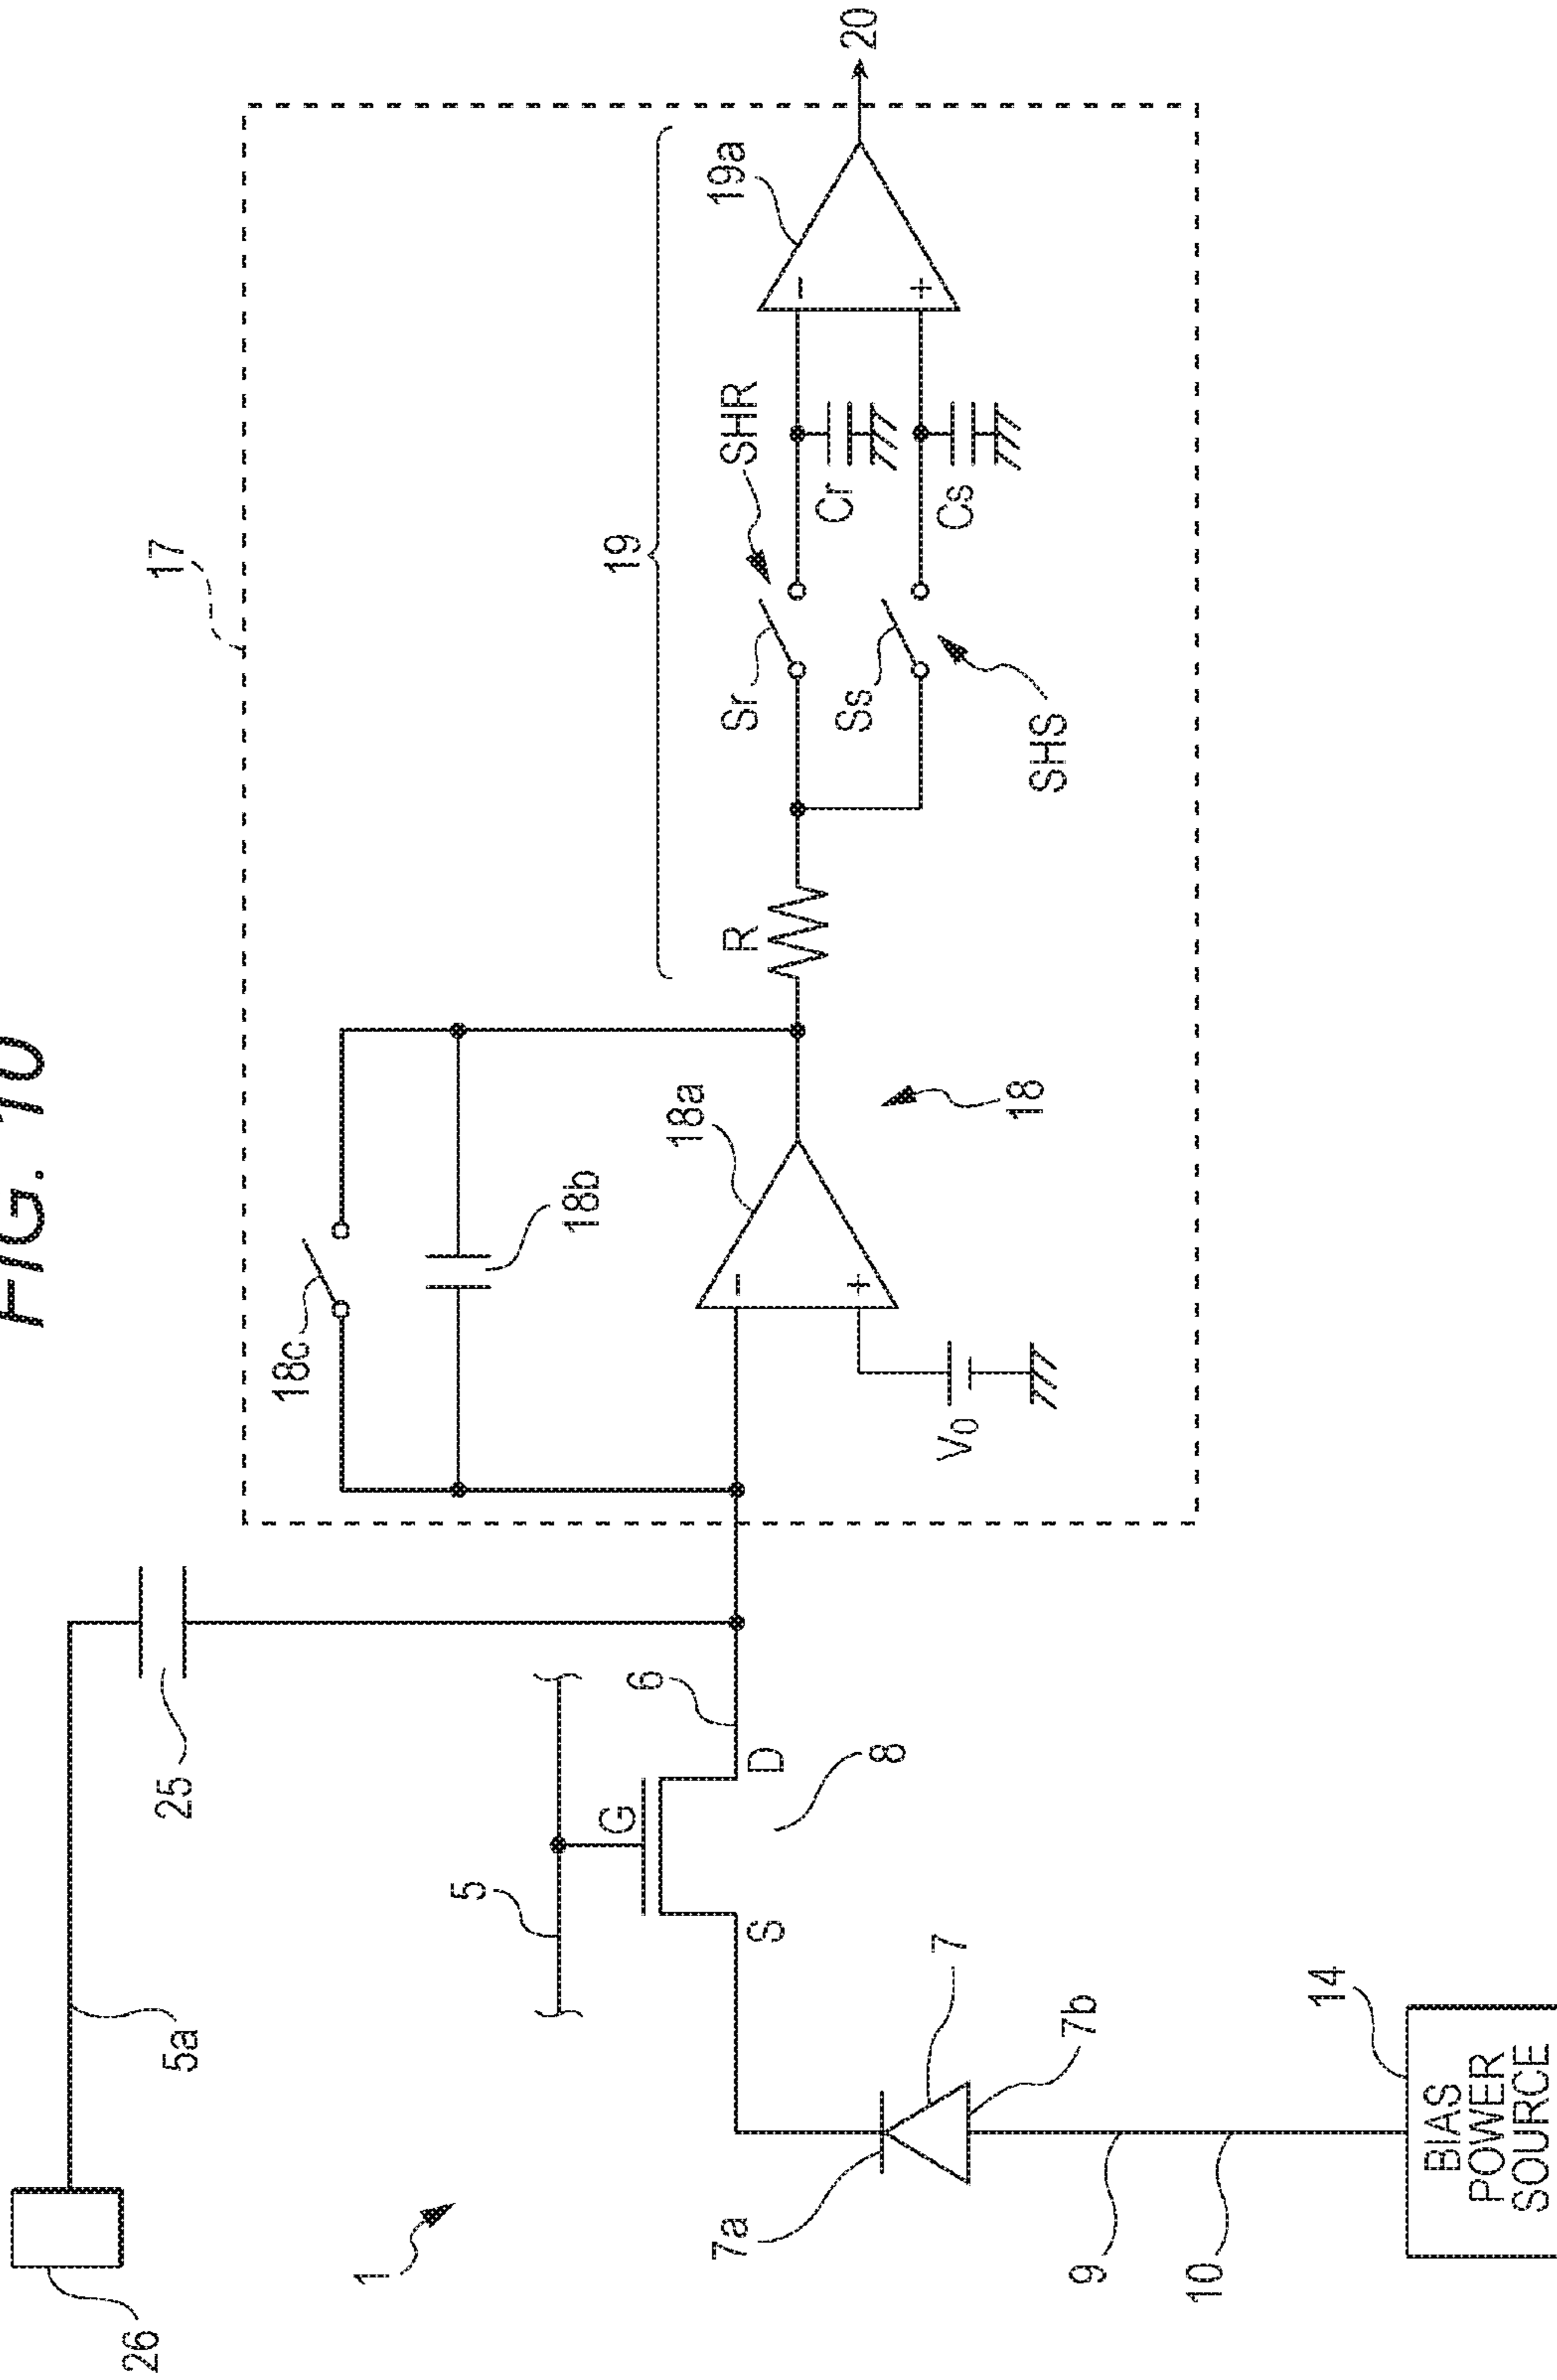 FIG. 10
17
19
20
19a
SHR
Cr
Cs
Sr
Ss
SHS
R
18c
18b
18a
18
−
+
−
+
V0
25
6
5a
5
G
D
S
8
26
1
7
7a
7b
9
10
14
BIAS
POWER
SOURCE